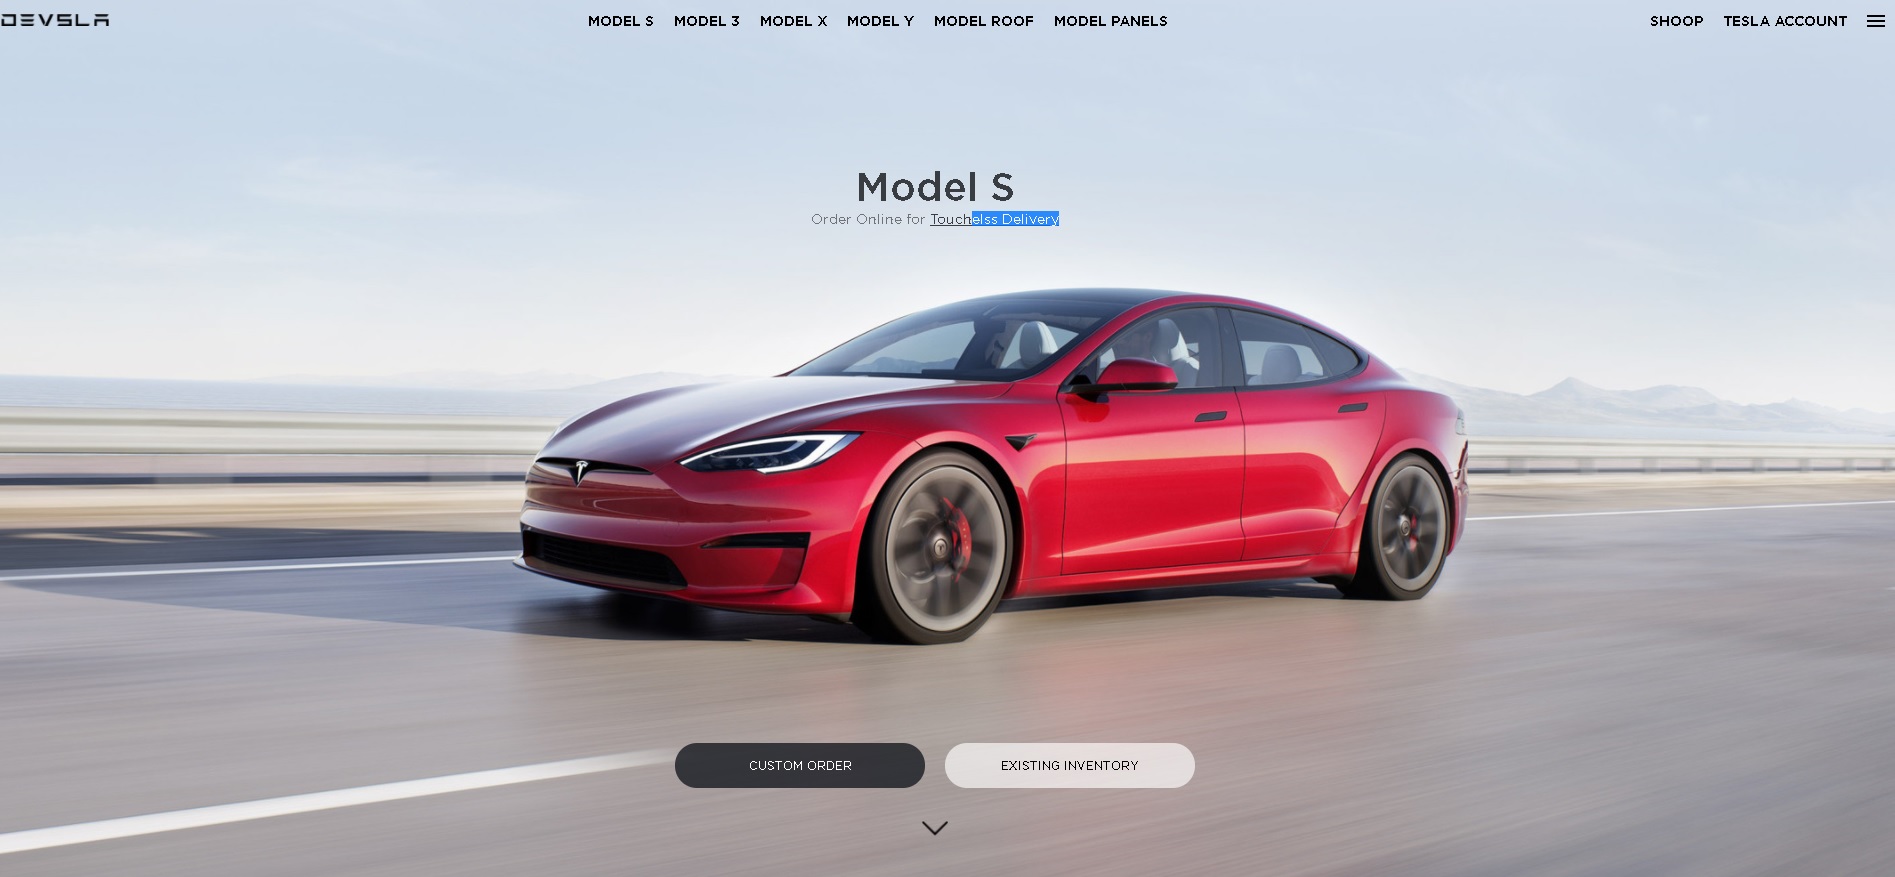 DEVSLA MODEL S MODEL 3 MODEL X MODEL Y MODEL ROOF MODEL PANELS SHOOP TESLA ACCOUNT
Model S
Order Online for Touchelss Delivery
CUSTOM ORDER EXISTING INVENTORY